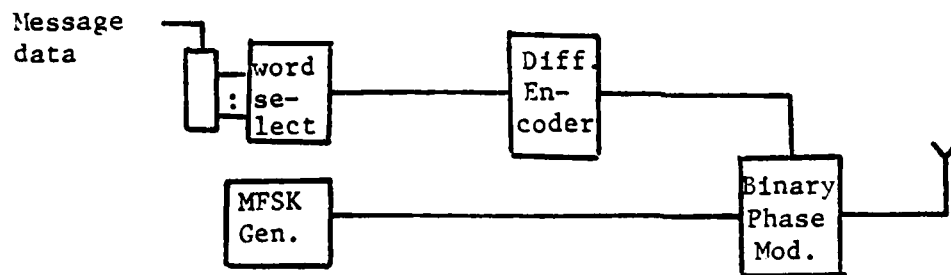 Message
data
word
se-
lect
Diff.
En-
coder
MFSK
Gen.
Binary
Phase
Mod.